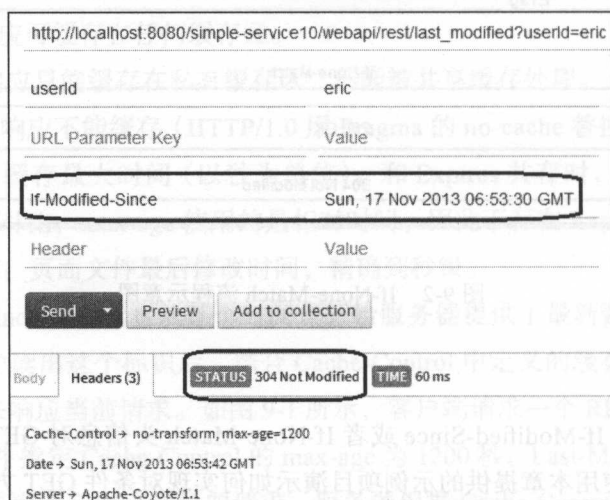 http://localhost:8080/simple-service10/webapi/rest/last_modified?userId=eric
userId eric
URL Parameter Key Value
If-Modified-Since Sun, 17 Nov 2013 06:53:30 GMT
Header Value
Send Preview Add to collection
Body Headers (3) STATUS 304 Not Modified TIME 60 ms
Cache-Control → no-transform, max-age=1200
Date → Sun, 17 Nov 2013 06:53:42 GMT
Server → Apache-Coyote/1.1